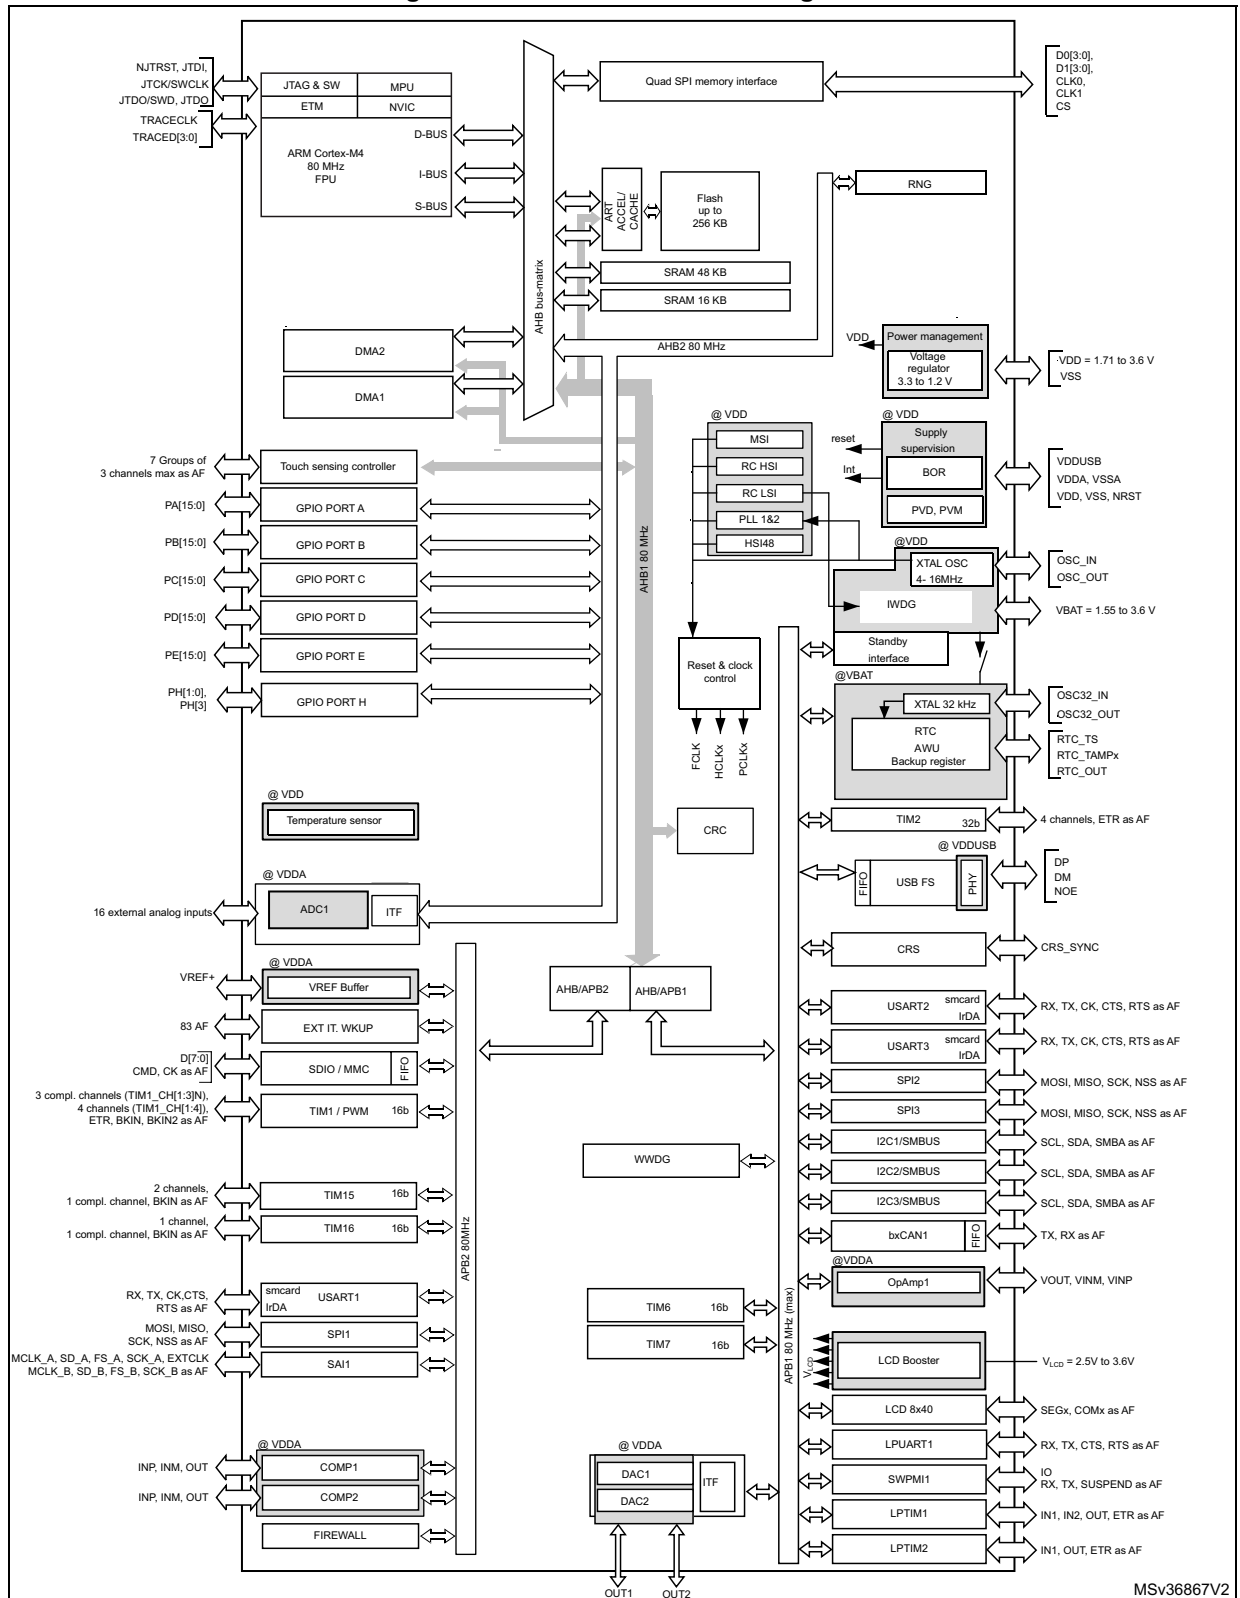 NJTRST, JTDI,
JTCK/SWCLK
JTDO/SWD, JTDO
TRACECLK
TRACED[3:0]
JTAG & SW
MPU
ETM
NVIC
ARM Cortex-M4
80 MHz
FPU
D-BUS
I-BUS
S-BUS
AHB bus-matrix
Quad SPI memory interface
D0[3:0],
D1[3:0],
CLK0,
CLK1
CS
ART
ACCEL/
CACHE
Flash
up to
256 KB
RNG
SRAM 48 KB
SRAM 16 KB
AHB2 80 MHz
DMA2
DMA1
VDD
Power management
Voltage
regulator
3.3 to 1.2 V
VDD = 1.71 to 3.6 V
VSS
@ VDD
MSI
RC HSI
RC LSI
PLL 1&2
HSI48
@ VDD
reset
Int
Supply
supervision
BOR
PVD, PVM
VDDUSB
VDDA, VSSA
VDD, VSS, NRST
7 Groups of
3 channels max as AF
Touch sensing controller
PA[15:0]
GPIO PORT A
PB[15:0]
GPIO PORT B
PC[15:0]
GPIO PORT C
PD[15:0]
GPIO PORT D
PE[15:0]
GPIO PORT E
PH[1:0],
PH[3]
GPIO PORT H
AHB1 80 MHz
@VDD
XTAL OSC
4- 16MHz
IWDG
OSC_IN
OSC_OUT
VBAT = 1.55 to 3.6 V
Standby
interface
Reset & clock
control
FCLK
HCLKx
PCLKx
@VBAT
XTAL 32 kHz
RTC
AWU
Backup register
OSC32_IN
OSC32_OUT
RTC_TS
RTC_TAMPx
RTC_OUT
@ VDD
Temperature sensor
CRC
TIM2
32b
4 channels, ETR as AF
@ VDDUSB
FIFO
USB FS
PHY
DP
DM
NOE
@ VDDA
16 external analog inputs
ADC1
ITF
CRS
CRS_SYNC
@ VDDA
VREF+
VREF Buffer
AHB/APB2
AHB/APB1
83 AF
EXT IT. WKUP
D[7:0]
CMD, CK as AF
SDIO / MMC
FIFO
3 compl. channels (TIM1_CH[1:3]N),
4 channels (TIM1_CH[1:4]),
ETR, BKIN, BKIN2 as AF
TIM1 / PWM
16b
USART2
smcard
IrDA
RX, TX, CK, CTS, RTS as AF
USART3
smcard
IrDA
RX, TX, CK, CTS, RTS as AF
SPI2
MOSI, MISO, SCK, NSS as AF
SPI3
MOSI, MISO, SCK, NSS as AF
I2C1/SMBUS
SCL, SDA, SMBA as AF
WWDG
I2C2/SMBUS
SCL, SDA, SMBA as AF
I2C3/SMBUS
SCL, SDA, SMBA as AF
bxCAN1
FIFO
TX, RX as AF
2 channels,
1 compl. channel, BKIN as AF
TIM15
16b
1 channel,
1 compl. channel, BKIN as AF
TIM16
16b
APB2 80MHz
@VDDA
OpAmp1
VOUT, VINM, VINP
RX, TX, CK,CTS,
RTS as AF
smcard
IrDA
USART1
MOSI, MISO,
SCK, NSS as AF
SPI1
MCLK_A, SD_A, FS_A, SCK_A, EXTCLK
MCLK_B, SD_B, FS_B, SCK_B as AF
SAI1
TIM6
16b
TIM7
16b
APB1 80 MHz (max)
VLCD
LCD Booster
VLCD = 2.5V to 3.6V
LCD 8x40
SEGx, COMx as AF
LPUART1
RX, TX, CTS, RTS as AF
@ VDDA
INP, INM, OUT
COMP1
INP, INM, OUT
COMP2
FIREWALL
@ VDDA
DAC1
DAC2
ITF
OUT1
OUT2
SWPMI1
IO
RX, TX, SUSPEND as AF
LPTIM1
IN1, IN2, OUT, ETR as AF
LPTIM2
IN1, OUT, ETR as AF
MSv36867V2